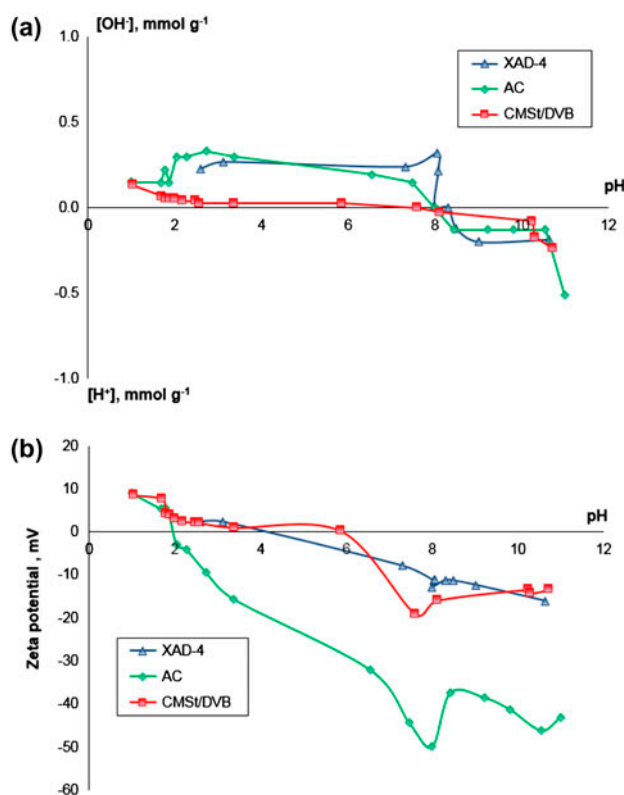 (a)
[OH-], mmol g-1
1.0
XAD-4
AC
CMSt/DVB
0.5
pH
0.0
0 2 4 6 8 10 12
-0.5
-1.0
[H+], mmol g-1
(b)
20
10
pH
0
0 2 4 6 8 10 12
-10
-20
Zeta potential , mV
-30
XAD-4
AC
CMSt/DVB
-40
-50
-60